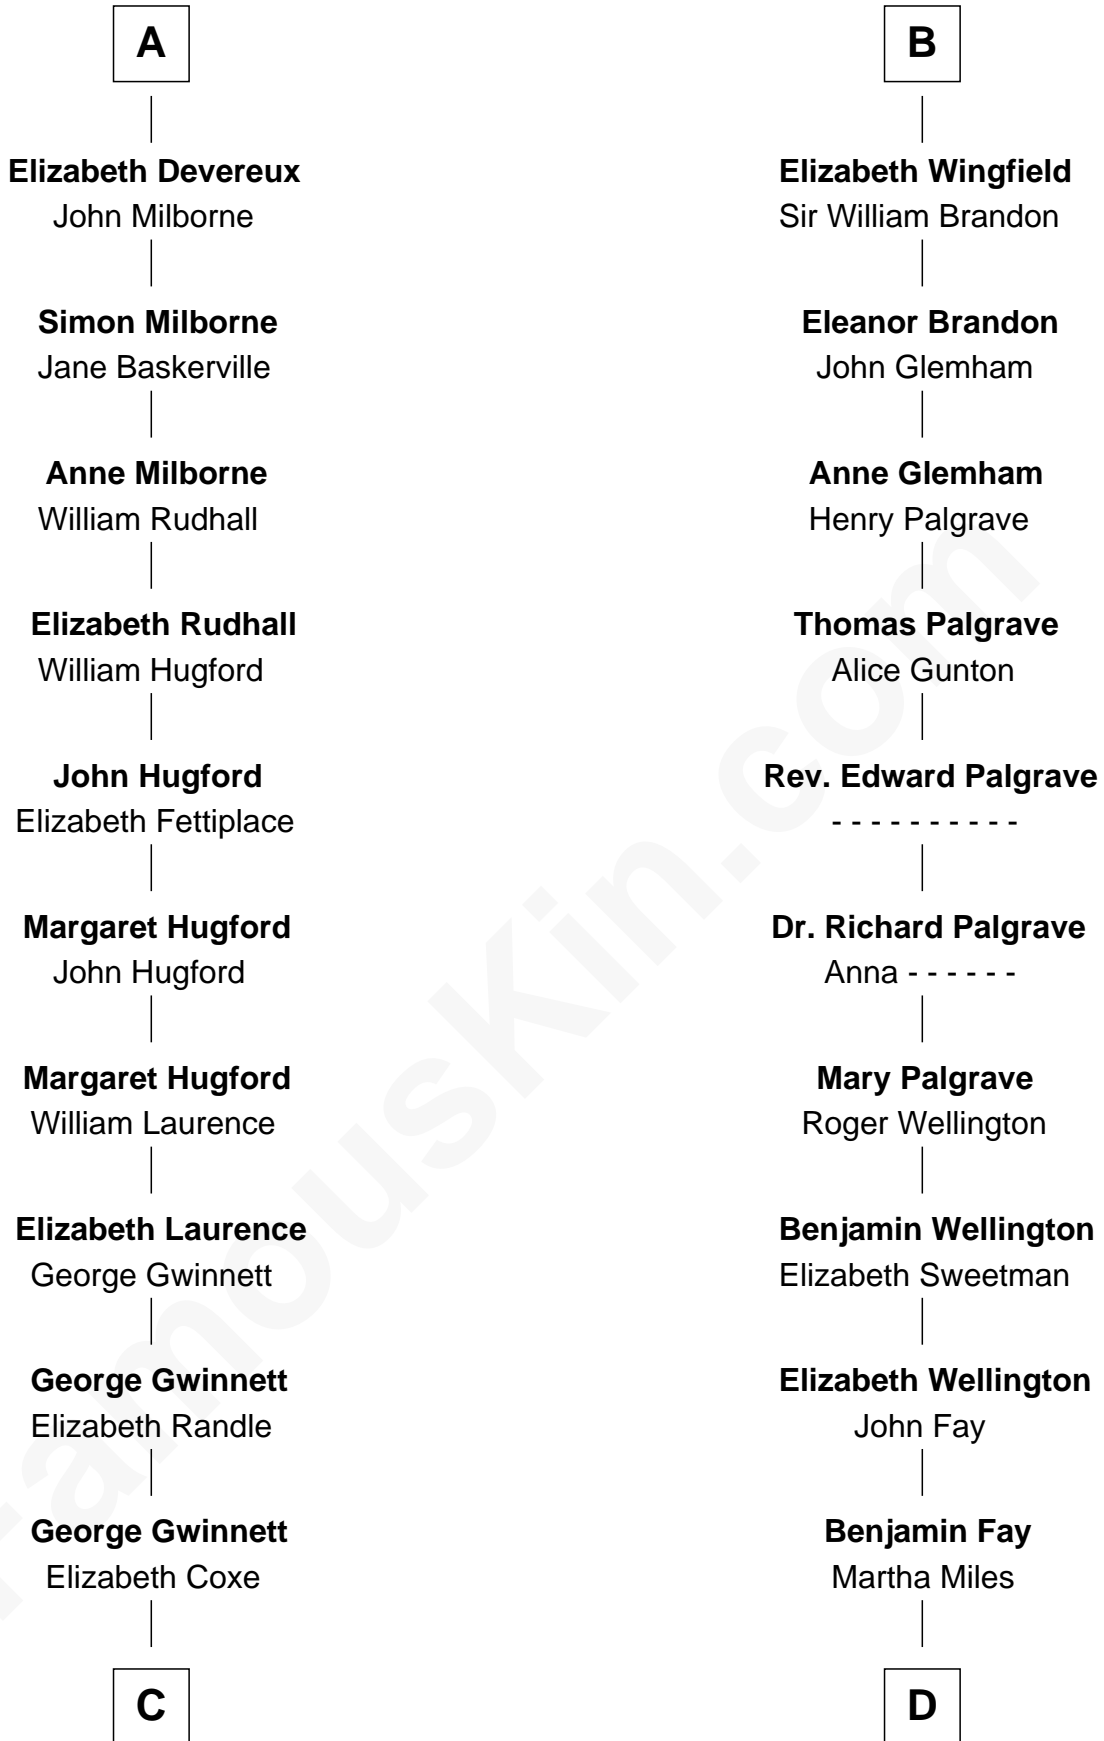 A
Elizabeth Devereux
John Milborne
Simon Milborne
Jane Baskerville
Anne Milborne
William Rudhall
Elizabeth Rudhall
William Hugford
John Hugford
Elizabeth Fettiplace
Margaret Hugford
John Hugford
Margaret Hugford
William Laurence
Elizabeth Laurence
George Gwinnett
George Gwinnett
Elizabeth Randle
George Gwinnett
Elizabeth Coxe
C
B
Elizabeth Wingfield
Sir William Brandon
Eleanor Brandon
John Glemham
Anne Glemham
Henry Palgrave
Thomas Palgrave
Alice Gunton
Rev. Edward Palgrave
- - - - - - - - - -
Dr. Richard Palgrave
Anna - - - - - -
Mary Palgrave
Roger Wellington
Benjamin Wellington
Elizabeth Sweetman
Elizabeth Wellington
John Fay
Benjamin Fay
Martha Miles
D
FamousKin.com